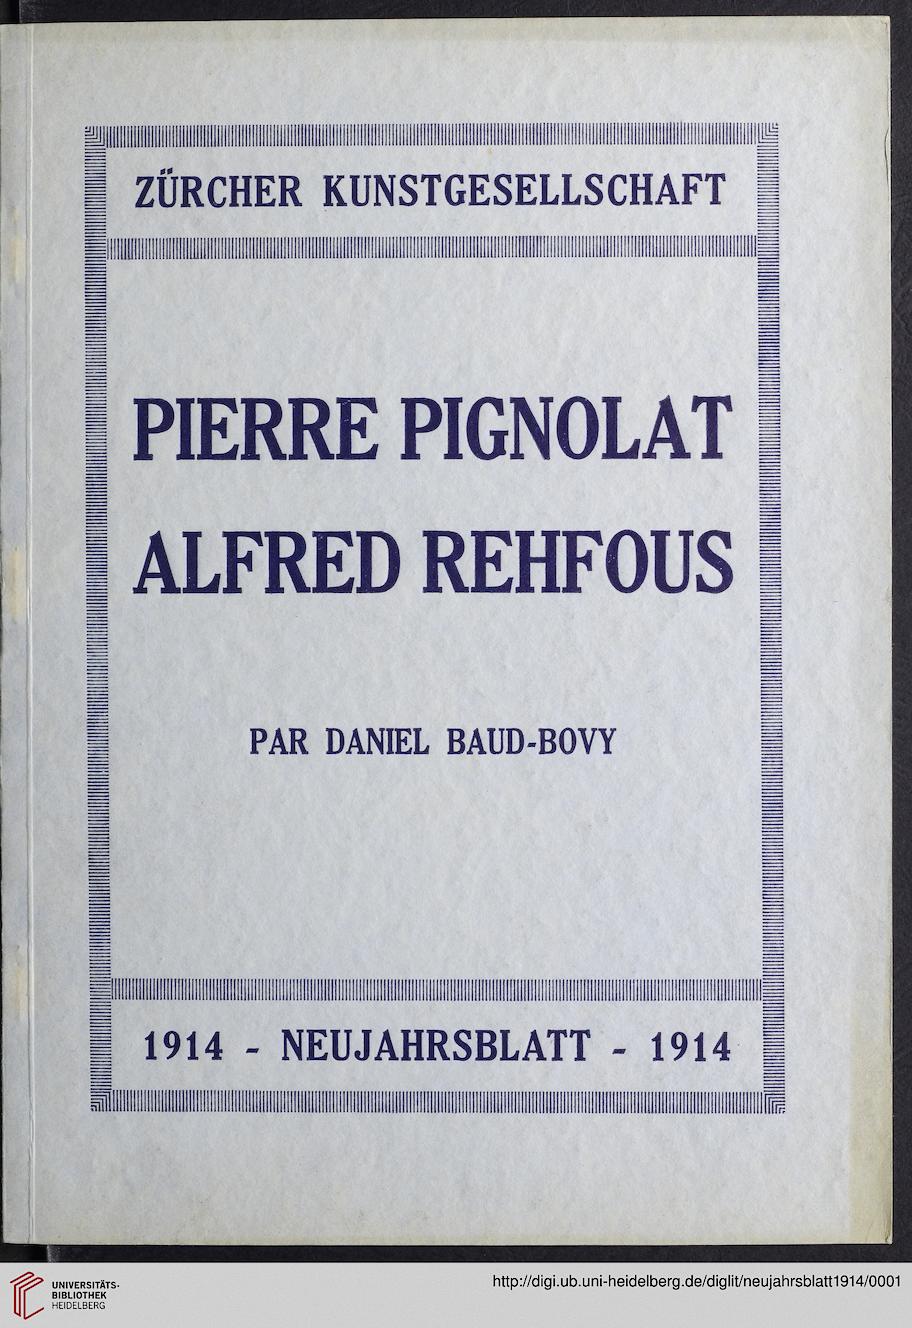 ZÜRCHER KUNSTGESELLSCHAFT
PIERRE PIGNOLAT
ALFRED REHFOUS
PAR DANIEL BAUD-BOVY
1914 - NEUJAHRSBLATT - 1914
UNIVERSITÄTS-
BIBLIOTHEK
HEIDELBERG
http://digi.ub.uni-heidelberg.de/diglit/neujahrsblatt1914/0001